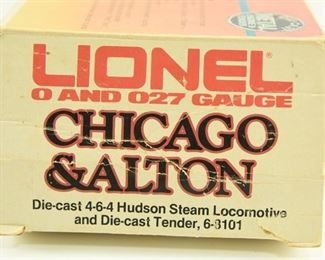 LIONEL
O AND O27 GAUGE
CHICAGO
&ALTON
Die-cast 4-6-4 Hudson Steam Locomotive
and Die-cast Tender, 6-8101